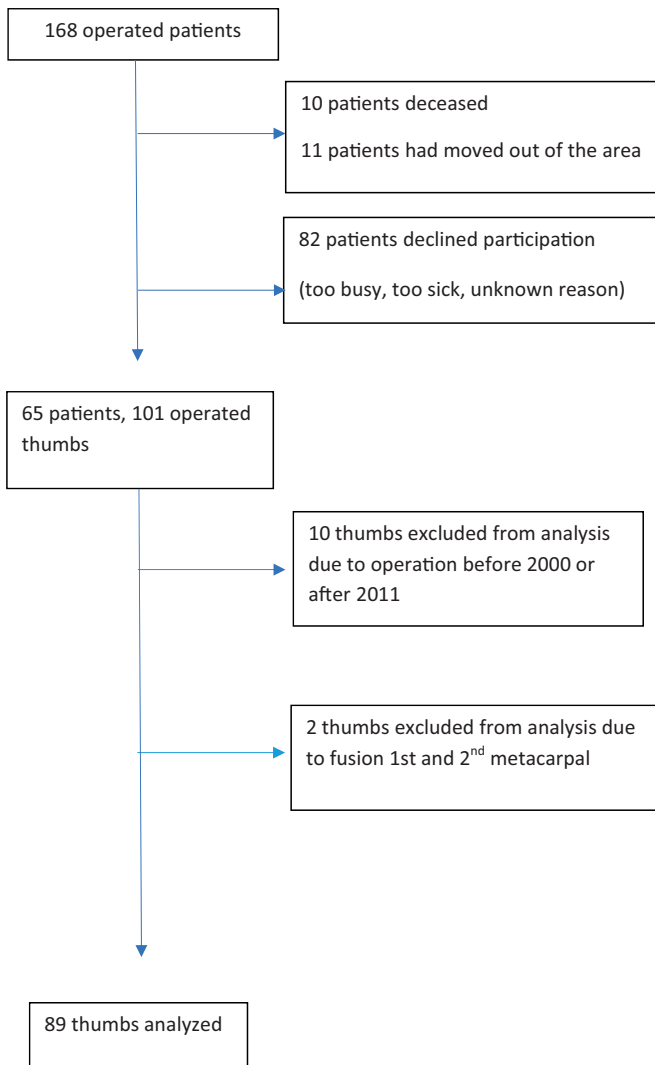 168 operated patients
10 patients deceased
11 patients had moved out of the area
82 patients declined participation
(too busy, too sick, unknown reason)
65 patients, 101 operated
thumbs
10 thumbs excluded from analysis
due to operation before 2000 or
after 2011
2 thumbs excluded from analysis due
to fusion 1st and 2nd metacarpal
89 thumbs analyzed